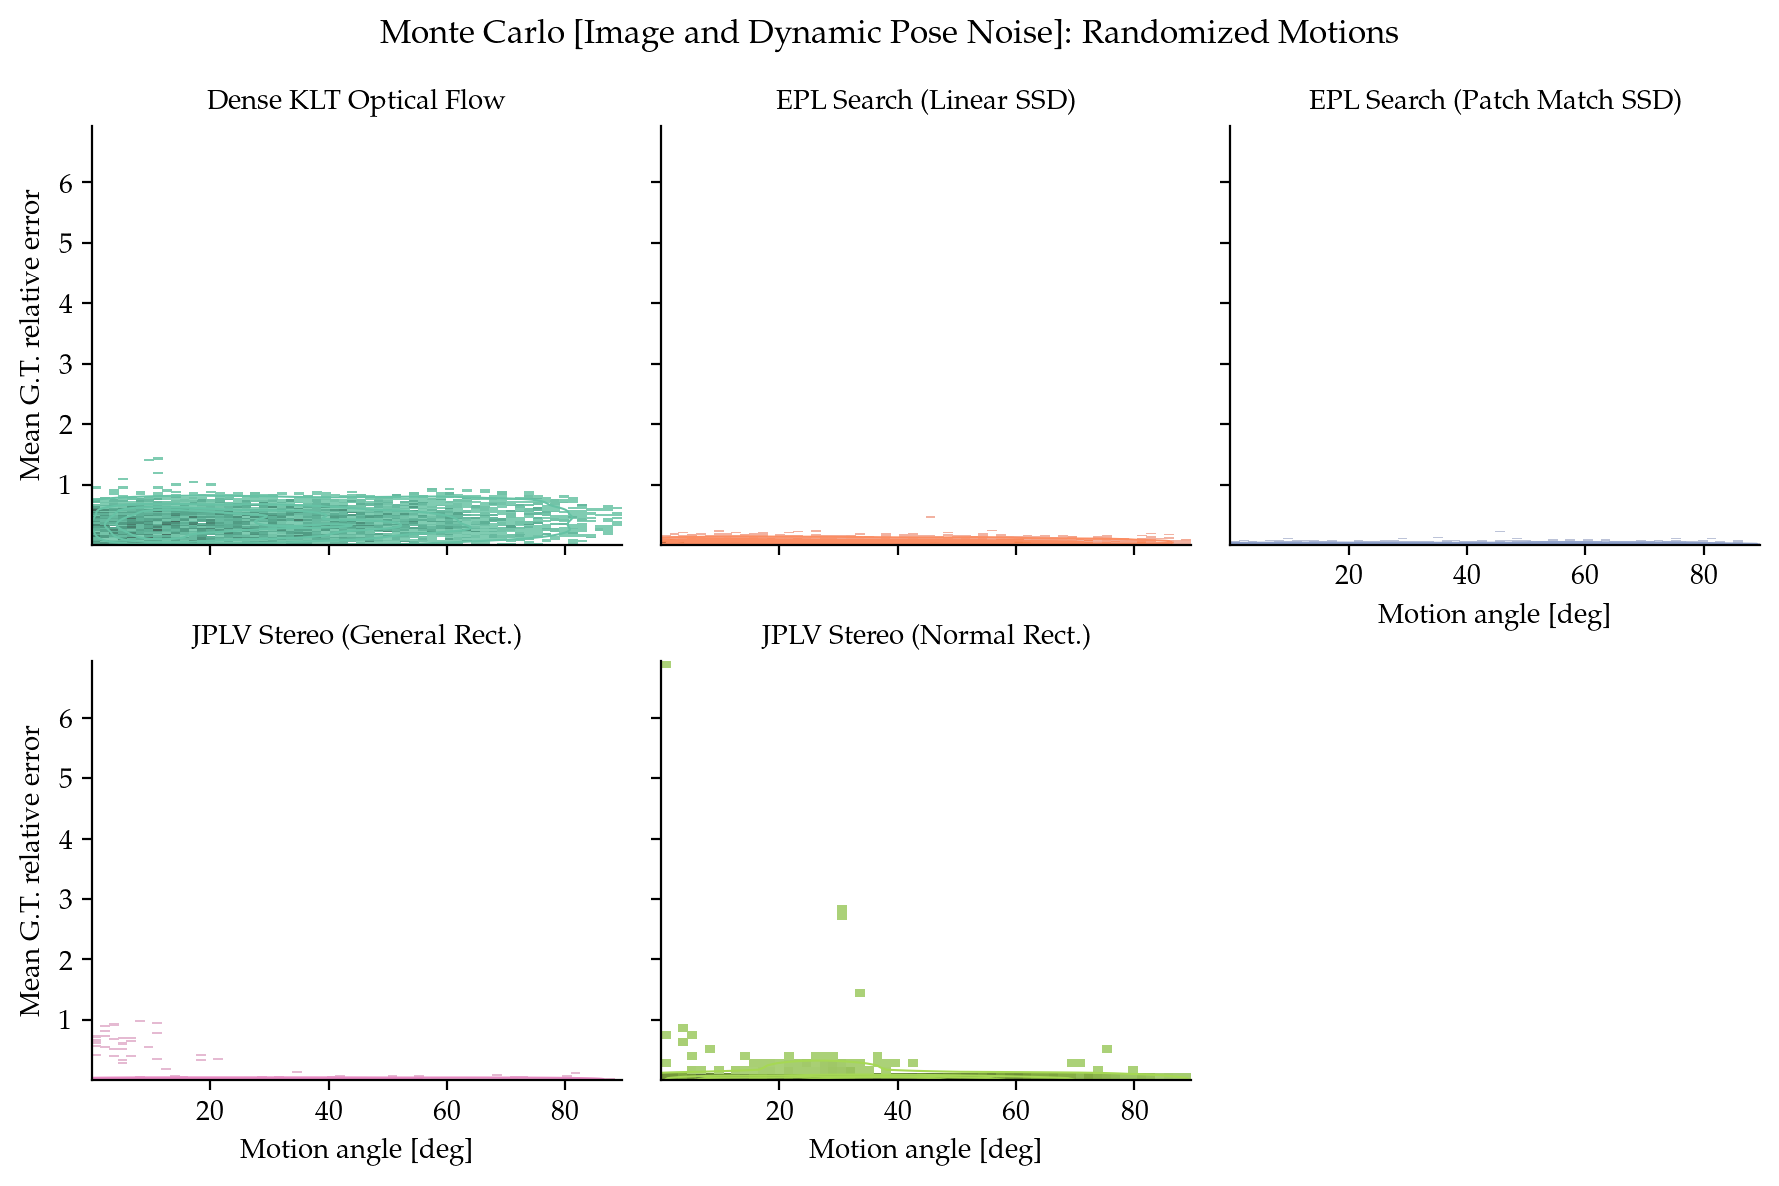 Monte Carlo [Image and Dynamic Pose Noise]: Randomized Motions
Dense KLT Optical Flow
EPL Search (Linear SSD)
EPL Search (Patch Match SSD)
Mean G.T. relative error
6
5
4
3
2
1
20 40 60 80
Motion angle [deg]
JPLV Stereo (General Rect.)
JPLV Stereo (Normal Rect.)
Mean G.T. relative error
6
5
4
3
2
1
20 40 60 80
20 40 60 80
Motion angle [deg]
Motion angle [deg]